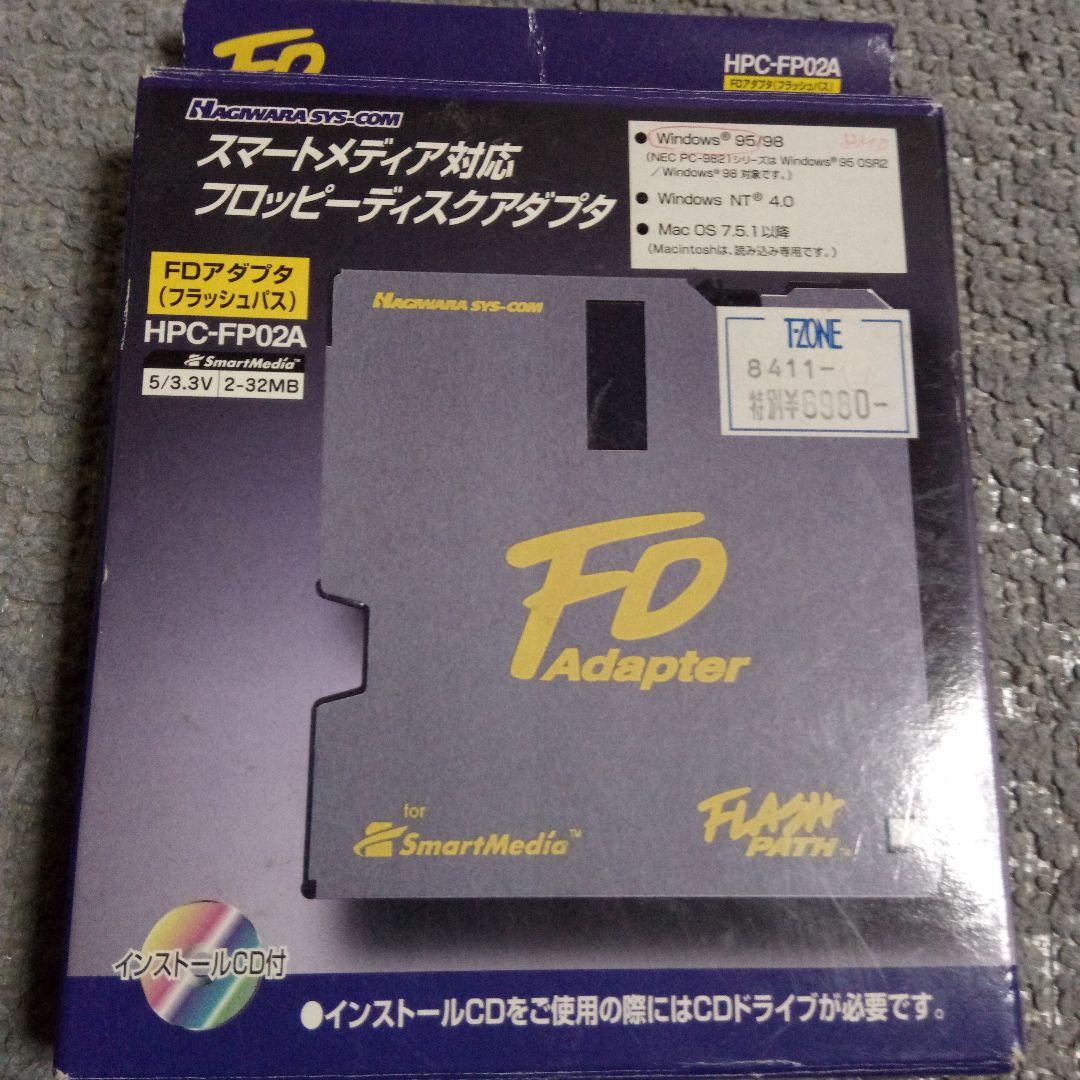 FD
HPC-FP02A
FDアダプタ(フラッシュパス)
HAGIWARA SYS-COM
スマートメディア対応
フロッピーディスクアダプタ
● Windows® 95/98
(NEC PC-9821シリーズは Windows® 95 OSR2
/Windows® 98 対象です。)
● Windows NT® 4.0
● Mac OS 7.5.1以降
(Macintoshは、読み込み専用です。)
FDアダプタ
(フラッシュパス)
HPC-FP02A
SmartMedia™
5/3.3V 2-32MB
HAGIWARA SYS-COM
T-ZONE
8411-
特別¥6980-
FD
Adapter
for
SmartMedia™
FLASH
PATH™
インストールCD付
●インストールCDをご使用の際にはCDドライブが必要です。